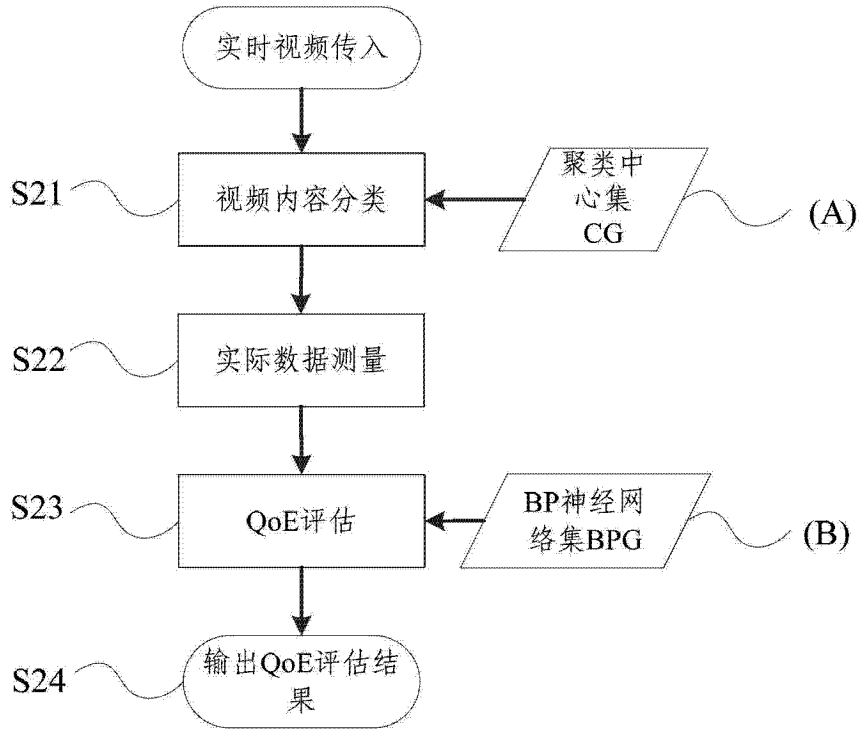 实时视频传入
S21
视频内容分类
聚类中
心集
CG
(A)
S22
实际数据测量
S23
QoE评估
BP神经网
络集BPG
(B)
S24
输出QoE评估结
果